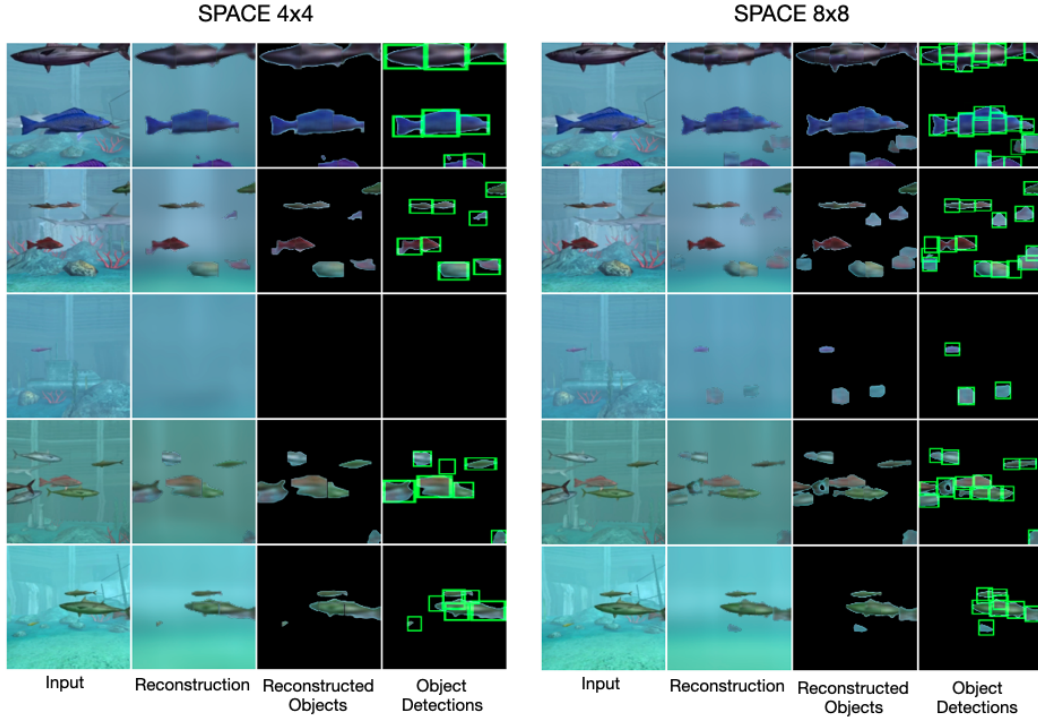 SPACE 4x4
SPACE 8x8
Input
Reconstruction
Reconstructed
Objects
Object
Detections
Input
Reconstruction
Reconstructed
Objects
Object
Detections